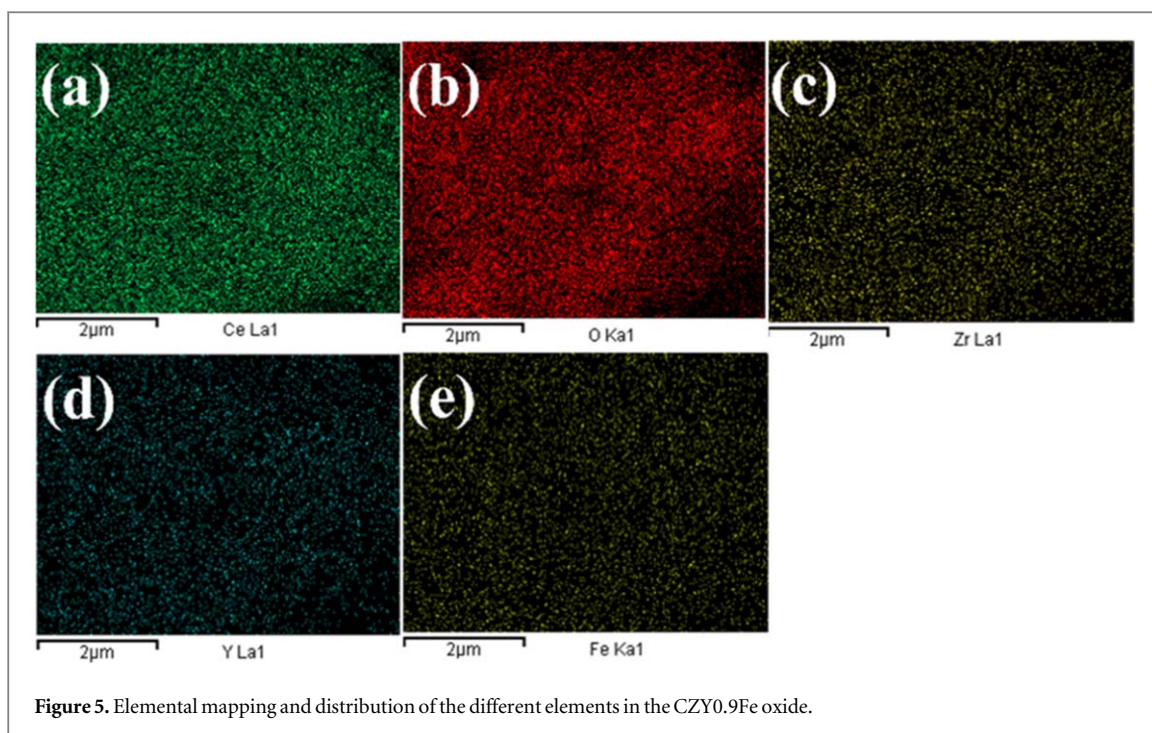 (a)
(b)
(c)
2μm Ce La1
2μm O Ka1
2μm Zr La1
(d)
(e)
2μm Y La1
2μm Fe Ka1
Figure 5. Elemental mapping and distribution of the different elements in the CZY0.9Fe oxide.